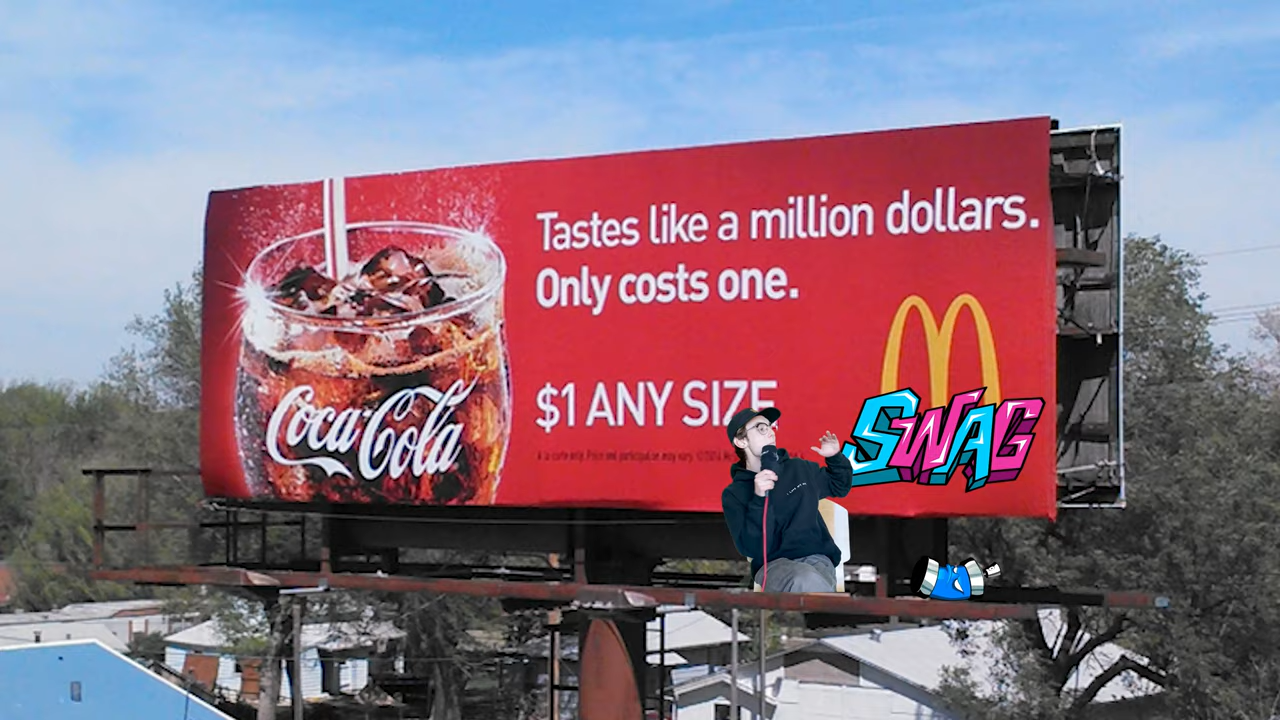 Tastes like a million dollars.
Only costs one.
$1 ANY SIZE
Coca-Cola
SWAG